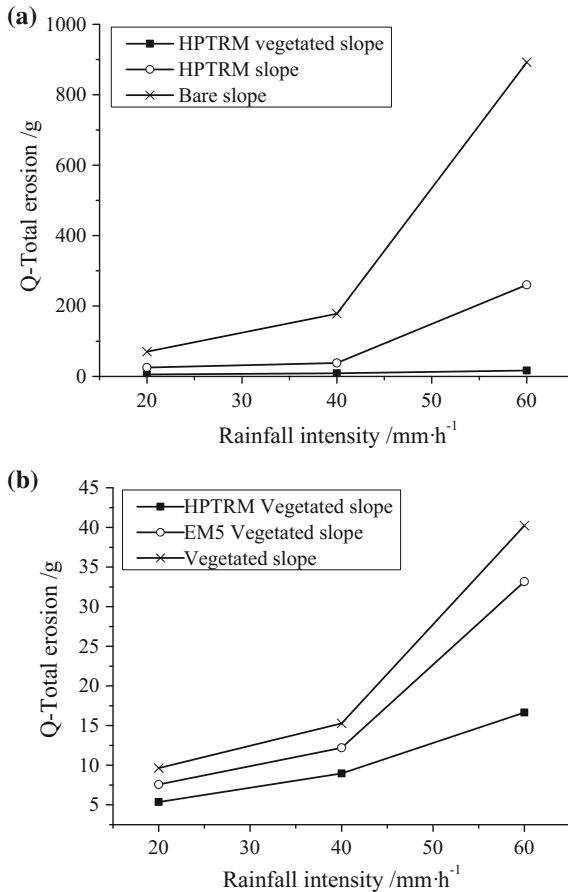 (a)
HPTRM vegetated slope
HPTRM slope
Bare slope
Q-Total erosion /g
1000
800
600
400
200
0
20 30 40 50 60
Rainfall intensity /mm·h⁻¹
(b)
HPTRM Vegetated slope
EM5 Vegetated slope
Vegetated slope
Q-Total erosion /g
45
40
35
30
25
20
15
10
5
20 30 40 50 60
Rainfall intensity /mm·h⁻¹